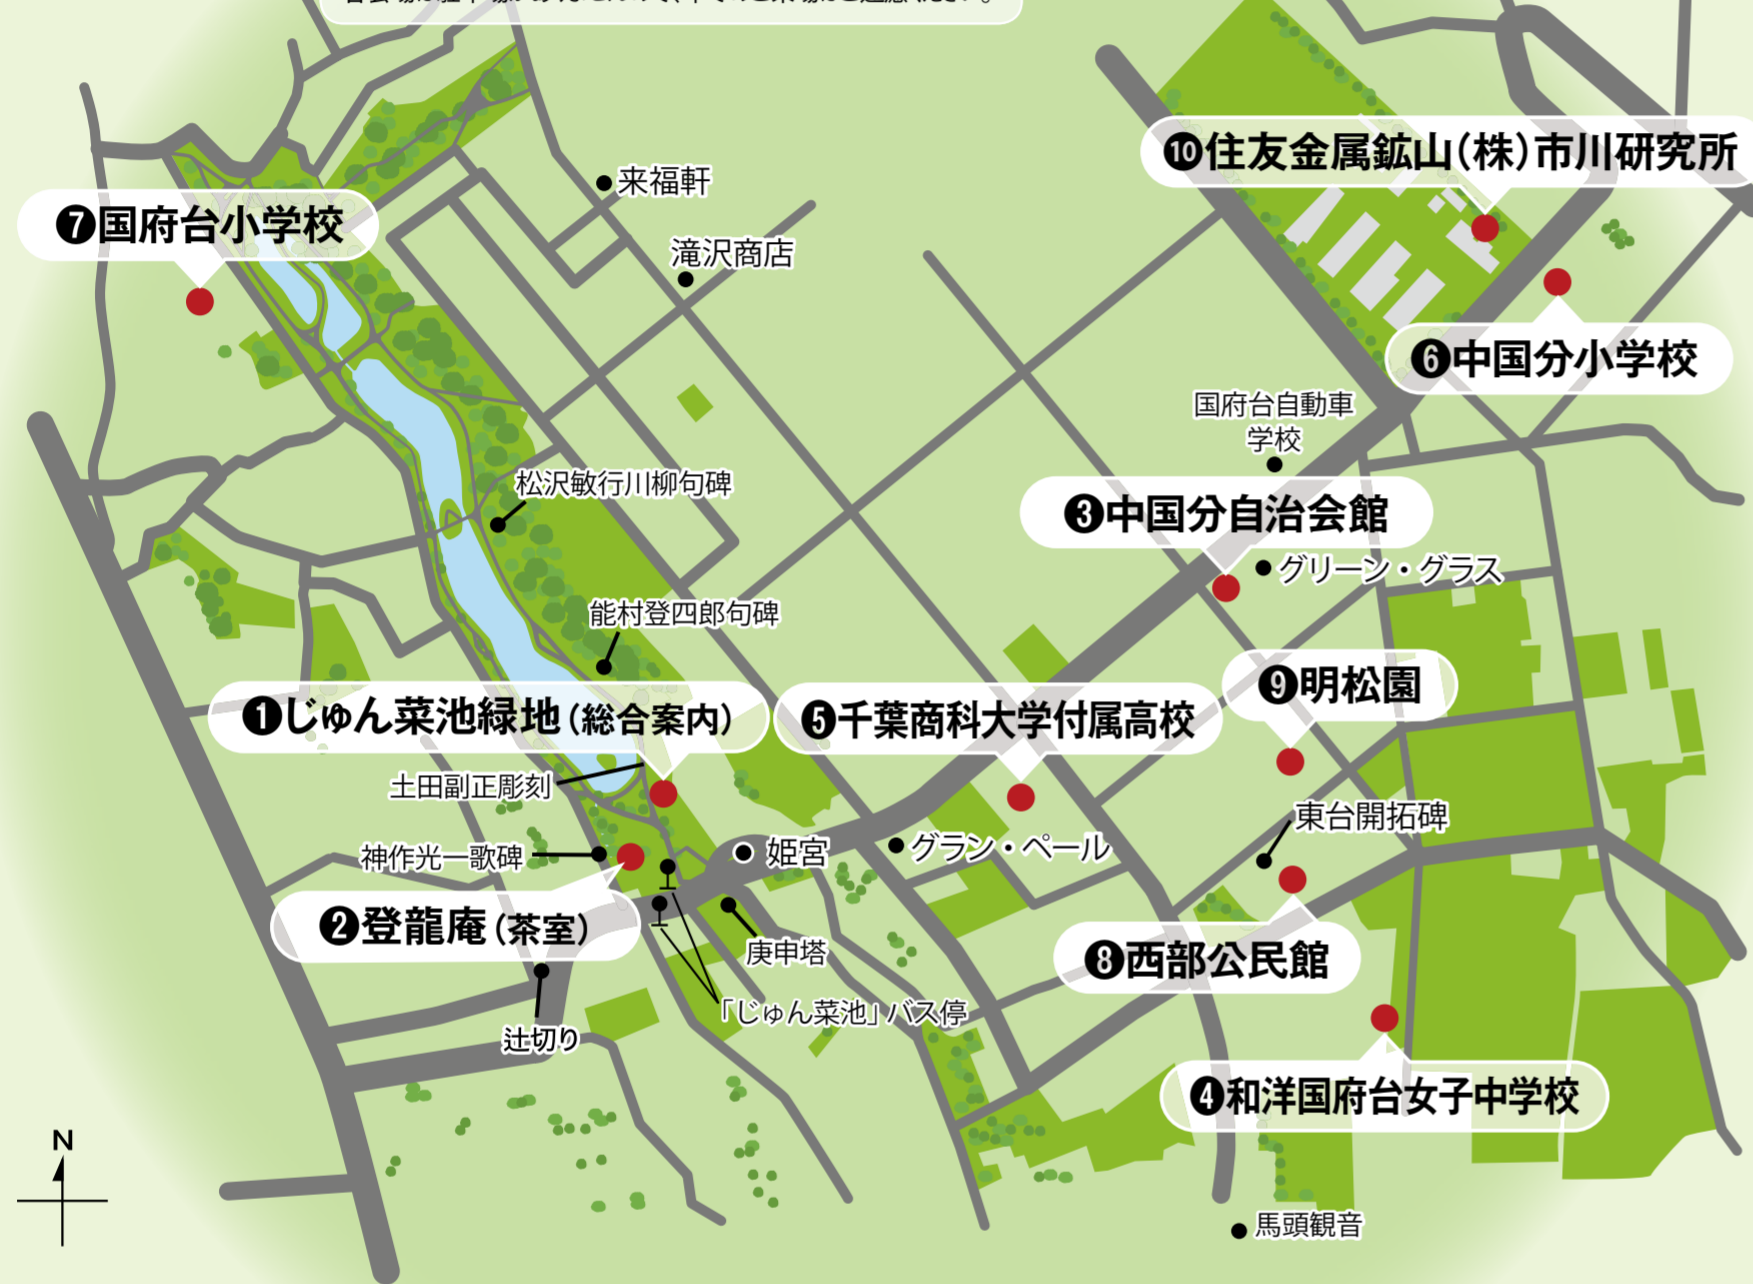 ❿住友金属鉱山(株)市川研究所
来福軒
❼国府台小学校
滝沢商店
❻中国分小学校
国府台自動車
学校
松沢敏行川柳句碑
❸中国分自治会館
グリーン・グラス
能村登四郎句碑
❾明松園
❶じゅん菜池緑地(総合案内)
❺千葉商科大学付属高校
土田副正彫刻
東台開拓碑
神作光一歌碑
姫宮
グラン・ペール
❷登龍庵(茶室)
庚申塔
❽西部公民館
「じゅん菜池」バス停
辻切り
❹和洋国府台女子中学校
N
馬頭観音